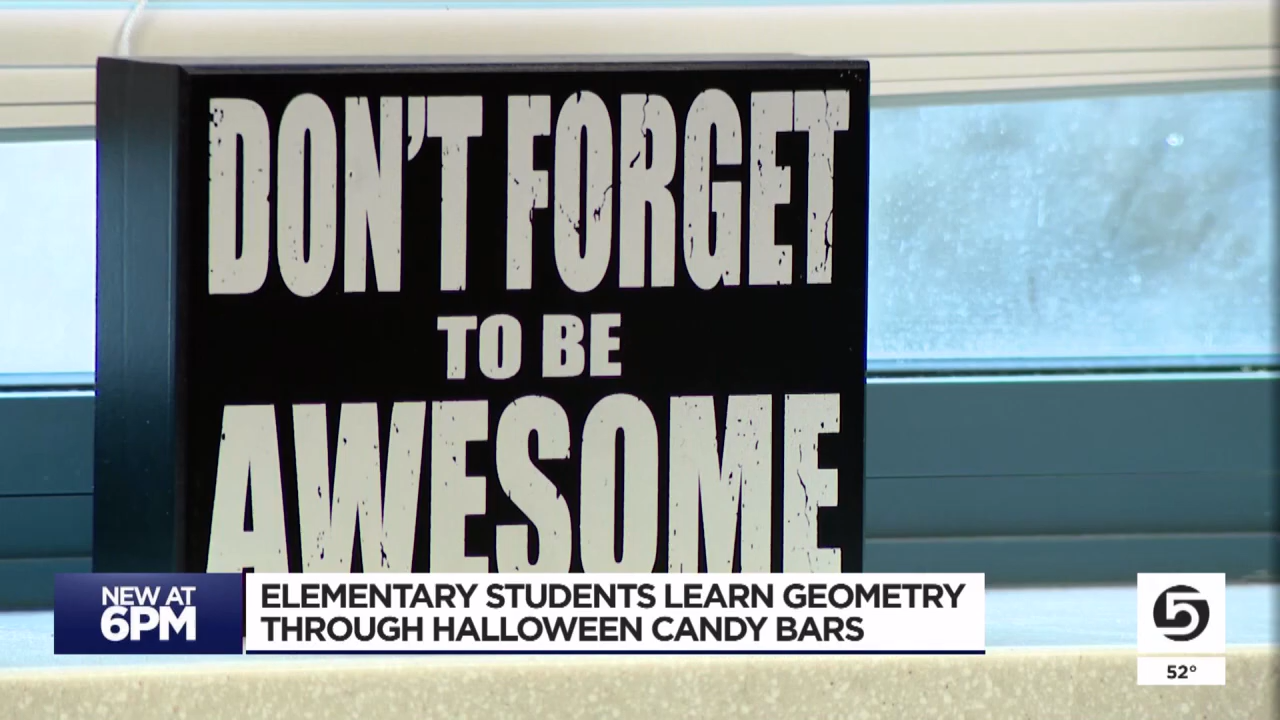 DON'T FORGET
TO BE
AWESOME
NEW AT
6PM
ELEMENTARY STUDENTS LEARN GEOMETRY
THROUGH HALLOWEEN CANDY BARS
5
52°